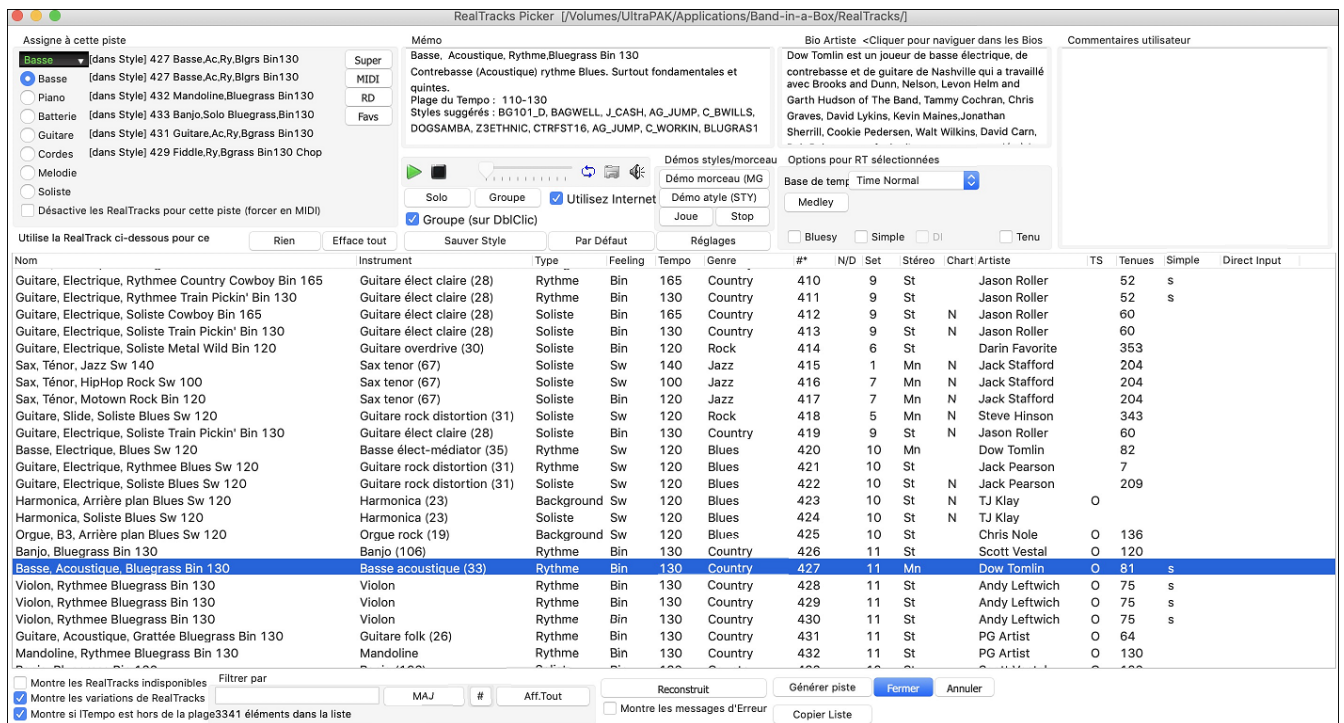 RealTracks Picker [/Volumes/UltraPAK/Applications/Band-in-a-Box/RealTracks/]
Assigne à cette piste
Basse [dans Style] 427 Basse,Ac,Ry,Blgrs Bin130 Super
Basse [dans Style] 427 Basse,Ac,Ry,Blgrs Bin130 MIDI
Piano [dans Style] 432 Mandoline,Bluegrass Bin130 RD
Batterie [dans Style] 433 Banjo,Solo Bluegrass,Bin130 Favs
Guitare [dans Style] 431 Guitare,Ac,Ry,Bgrass Bin130
Cordes [dans Style] 429 Fiddle,Ry,Bgrass Bin130 Chop
Melodie
Soliste
Désactive les RealTracks pour cette piste (forcer en MIDI)
Mémo
Basse, Acoustique, Rythme,Bluegrass Bin 130
Contrebasse (Acoustique) rythme Blues. Surtout fondamentales et
quintes.
Plage du Tempo : 110-130
Styles suggérés : BG101_D, BAGWELL, J_CASH, AG_JUMP, C_BWILLS,
DOGSAMBA, Z3ETHNIC, CTRFST16, AG_JUMP, C_WORKIN, BLUGRAS1
Bio Artiste <Cliquer pour naviguer dans les Bios
Dow Tomlin est un joueur de basse électrique, de
contrebasse et de guitare de Nashville qui a travaillé
avec Brooks and Dunn, Nelson, Levon Helm and
Garth Hudson of The Band, Tammy Cochran, Chris
Graves, David Lykins, Kevin Maines,Jonathan
Sherrill, Cookie Pedersen, Walt Wilkins, David Carn,
Commentaires utilisateur
Solo Groupe Utilisez Internet
Groupe (sur DblClic)
Démos styles/morceau
Démo morceau (MG
Démo atyle (STY)
Joue Stop
Options pour RT sélectionnées
Base de temp Time Normal
Medley
Bluesy Simple DI Tenu
Utilise la RealTrack ci-dessous pour ce Rien Efface tout Sauver Style Par Défaut Réglages
Nom Instrument Type Feeling Tempo Genre #* N/D Set Stéreo Chart Artiste TS Tenues Simple Direct Input
Guitare, Electrique, Rythmee Country Cowboy Bin 165 Guitare élect claire (28) Rythme Bin 165 Country 410 9 St Jason Roller 52 s
Guitare, Electrique, Rythmee Train Pickin' Bin 130 Guitare élect claire (28) Rythme Bin 130 Country 411 9 St Jason Roller 52 s
Guitare, Electrique, Soliste Cowboy Bin 165 Guitare élect claire (28) Soliste Bin 165 Country 412 9 St N Jason Roller 60
Guitare, Electrique, Soliste Train Pickin' Bin 130 Guitare élect claire (28) Soliste Bin 130 Country 413 9 St N Jason Roller 60
Guitare, Electrique, Soliste Metal Wild Bin 120 Guitare overdrive (30) Soliste Bin 120 Rock 414 6 St Darin Favorite 353
Sax, Ténor, Jazz Sw 140 Sax tenor (67) Soliste Sw 140 Jazz 415 1 Mn N Jack Stafford 204
Sax, Ténor, HipHop Rock Sw 100 Sax tenor (67) Soliste Sw 100 Jazz 416 7 Mn N Jack Stafford 204
Sax, Ténor, Motown Rock Bin 120 Sax tenor (67) Soliste Bin 120 Jazz 417 7 Mn N Jack Stafford 204
Guitare, Slide, Soliste Blues Sw 120 Guitare rock distortion (31) Soliste Sw 120 Rock 418 5 Mn N Steve Hinson 343
Guitare, Electrique, Soliste Train Pickin' Bin 130 Guitare élect claire (28) Soliste Bin 130 Country 419 9 St N Jason Roller 60
Basse, Electrique, Blues Sw 120 Basse élect-médiator (35) Rythme Sw 120 Blues 420 10 Mn Dow Tomlin 82
Guitare, Electrique, Rythmee Blues Sw 120 Guitare rock distortion (31) Rythme Sw 120 Blues 421 10 St Jack Pearson 7
Guitare, Electrique, Soliste Blues Sw 120 Guitare rock distortion (31) Soliste Sw 120 Blues 422 10 St N Jack Pearson 209
Harmonica, Arrière plan Blues Sw 120 Harmonica (23) Background Sw 120 Blues 423 10 St N TJ Klay O
Harmonica, Soliste Blues Sw 120 Harmonica (23) Soliste Sw 120 Blues 424 10 St N TJ Klay
Orgue, B3, Arrière plan Blues Sw 120 Orgue rock (19) Background Sw 120 Blues 425 10 St Chris Nole O 136
Banjo, Bluegrass Bin 130 Banjo (106) Rythme Bin 130 Country 426 11 St Scott Vestal O 120
Basse, Acoustique, Bluegrass Bin 130 Basse acoustique (33) Rythme Bin 130 Country 427 11 Mn Dow Tomlin O 81 s
Violon, Rythmee Bluegrass Bin 130 Violon Rythme Bin 130 Country 428 11 St Andy Leftwich O 75 s
Violon, Rythmee Bluegrass Bin 130 Violon Rythme Bin 130 Country 429 11 St Andy Leftwich O 75 s
Violon, Rythmee Bluegrass Bin 130 Violon Rythme Bin 130 Country 430 11 St Andy Leftwich O 75 s
Guitare, Acoustique, Grattée Bluegrass Bin 130 Guitare folk (26) Rythme Bin 130 Country 431 11 St PG Artist O 64
Mandoline, Rythmee Bluegrass Bin 130 Mandoline Rythme Bin 130 Country 432 11 St PG Artist O 130
Montre les RealTracks indisponibles Filtrer par
Montre les variations de RealTracks MAJ # Aff.Tout
Montre si lTempo est hors de la plage3341 éléments dans la liste
Reconstruit Générer piste Fermer Annuler
Montre les messages d'Erreur Copier Liste